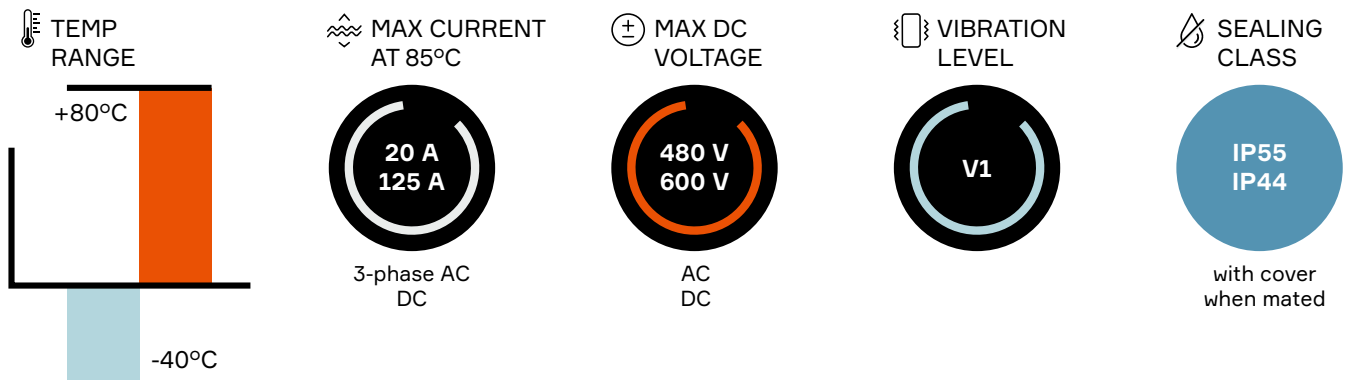 TEMP
RANGE
+80°C
-40°C
MAX CURRENT
AT 85°C
20 A
125 A
3-phase AC
DC
MAX DC
VOLTAGE
480 V
600 V
AC
DC
VIBRATION
LEVEL
V1
SEALING
CLASS
IP55
IP44
with cover
when mated